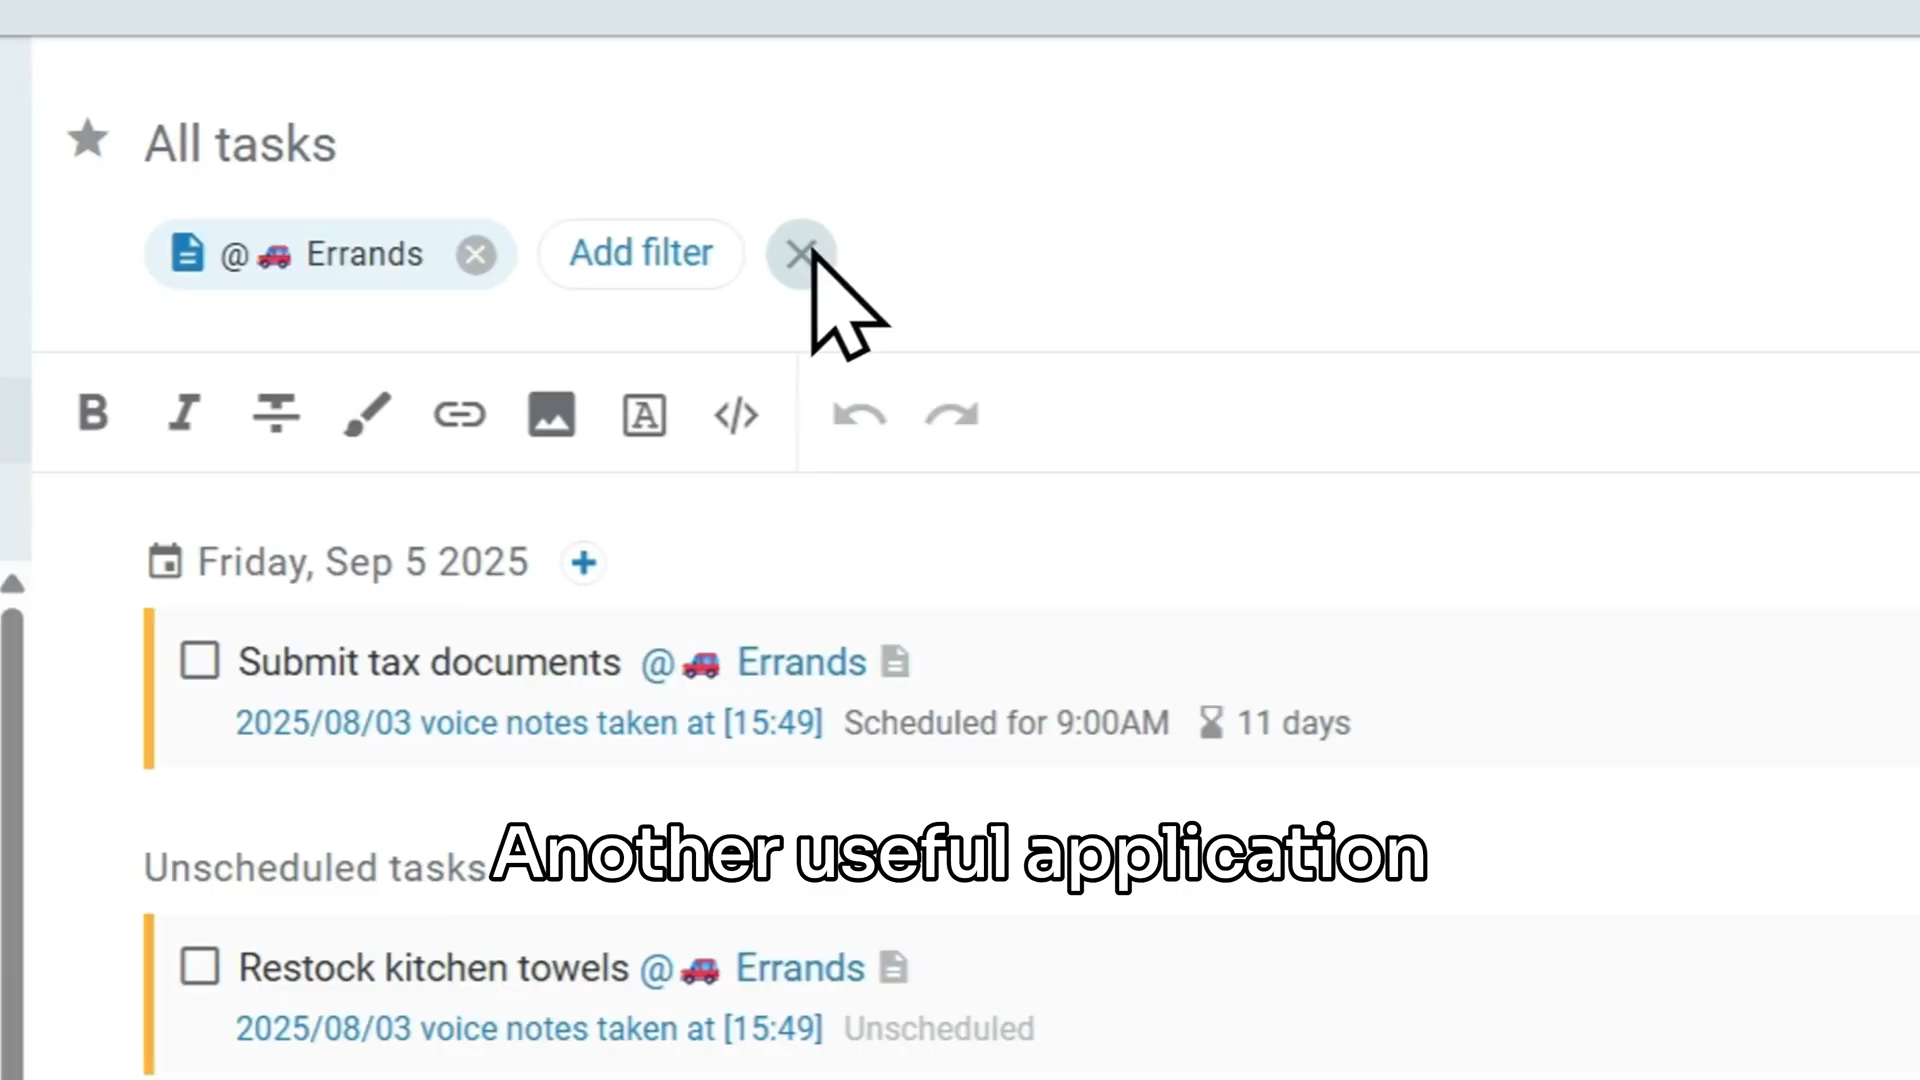 All tasks
@🚗 Errands
Add filter
Friday, Sep 5 2025
Submit tax documents @🚗 Errands
2025/08/03 voice notes taken at [15:49] Scheduled for 9:00AM 11 days
Unscheduled tasks
Another useful application
Restock kitchen towels @🚗 Errands
2025/08/03 voice notes taken at [15:49] Unscheduled